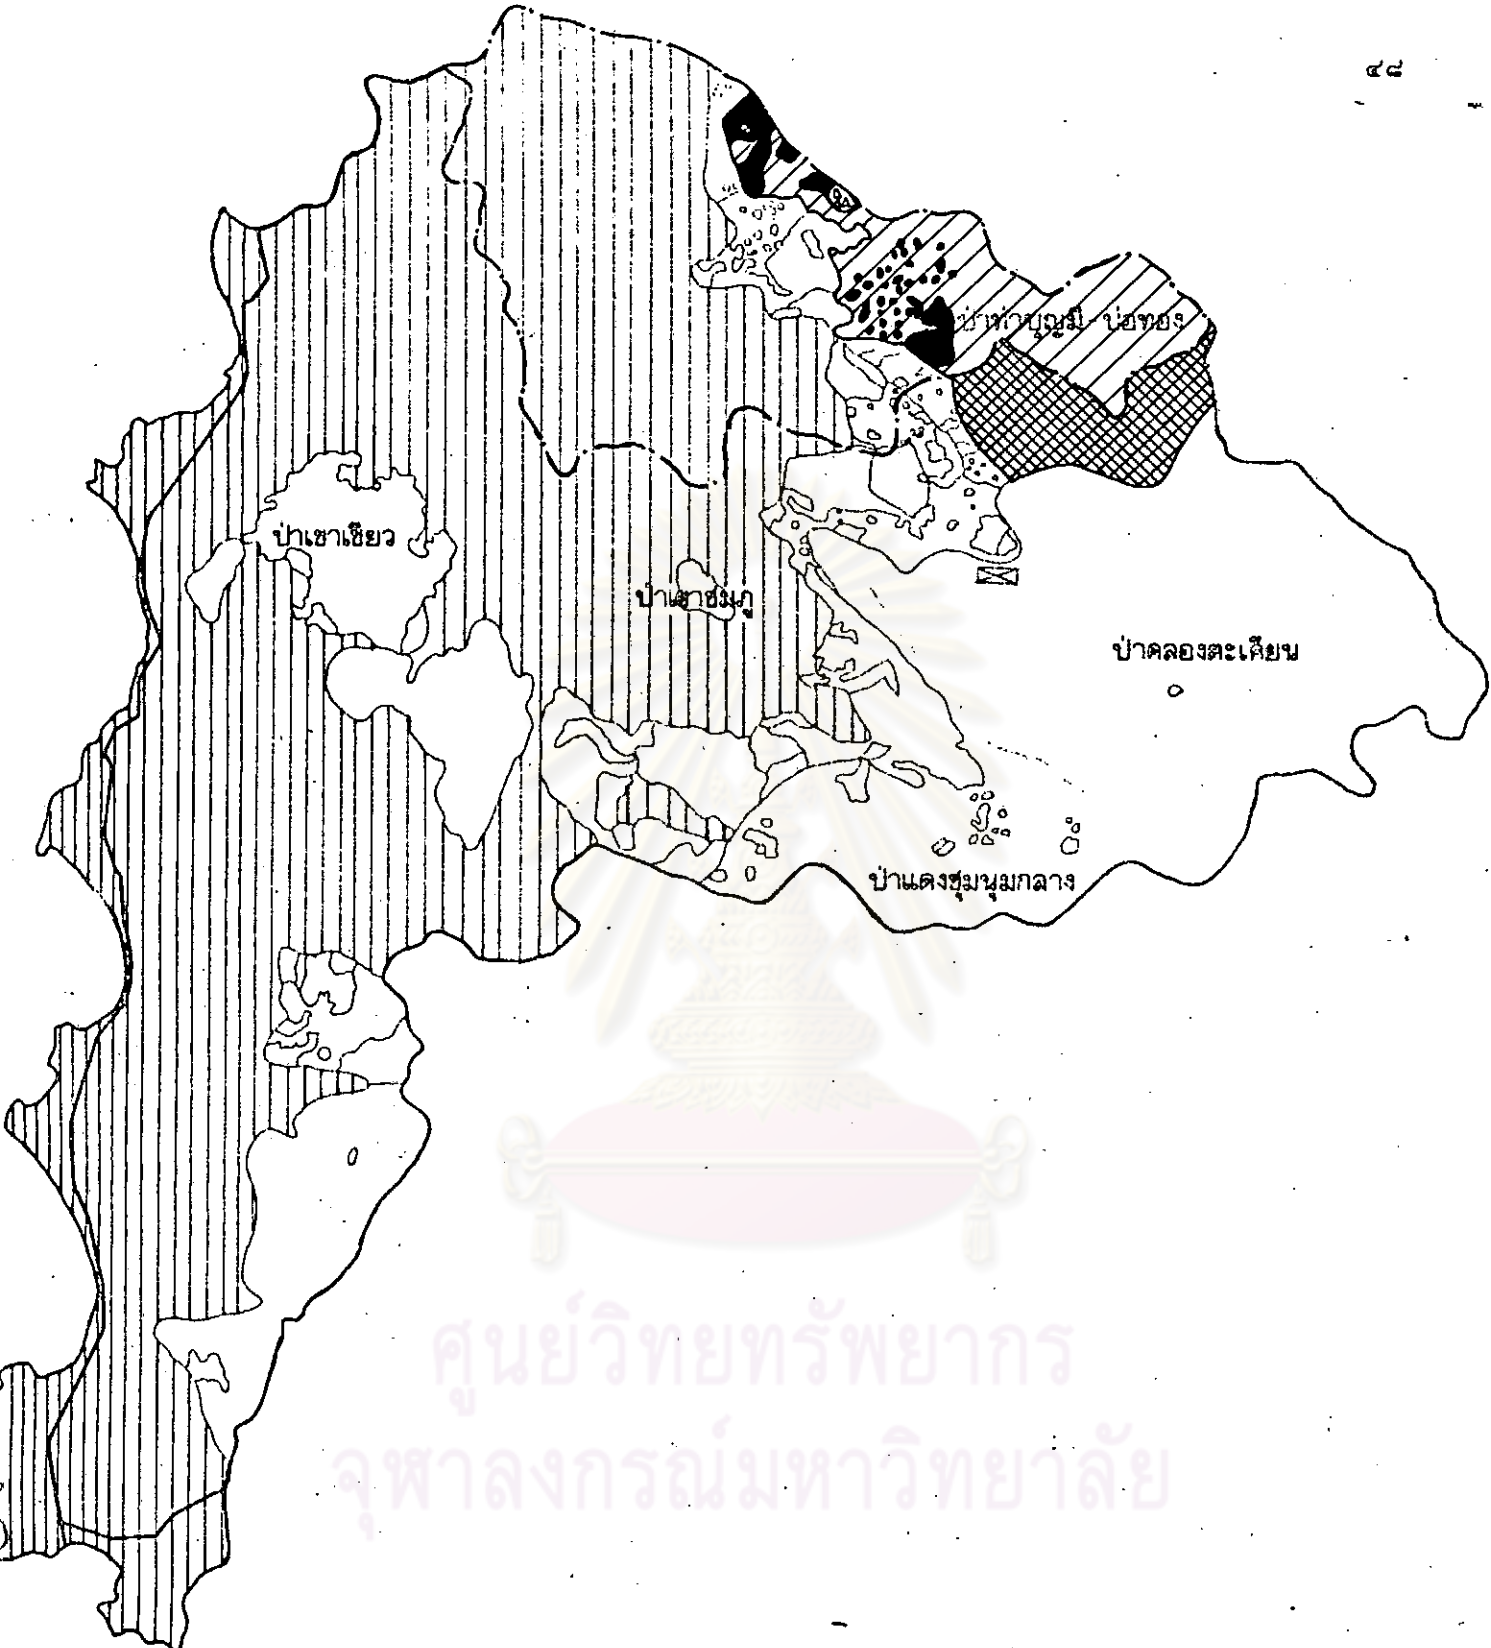 ๔๘
ป่าท่าบุญมี-บ่อทอง
ป่าเขาเขียว
ป่าเขาชมภู
ป่าคลองตะเคียน
ป่าแดงชุมนุมกลาง
ศูนย์วิทยทรัพยากร
จุฬาลงกรณ์มหาวิทยาลัย